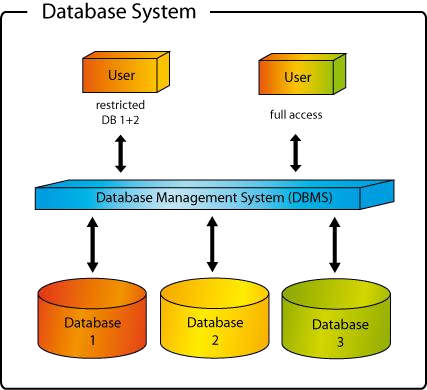 Database System
User
restricted
DB 1+2
User
full access
Database Management System (DBMS)
Database
1
Database
2
Database
3